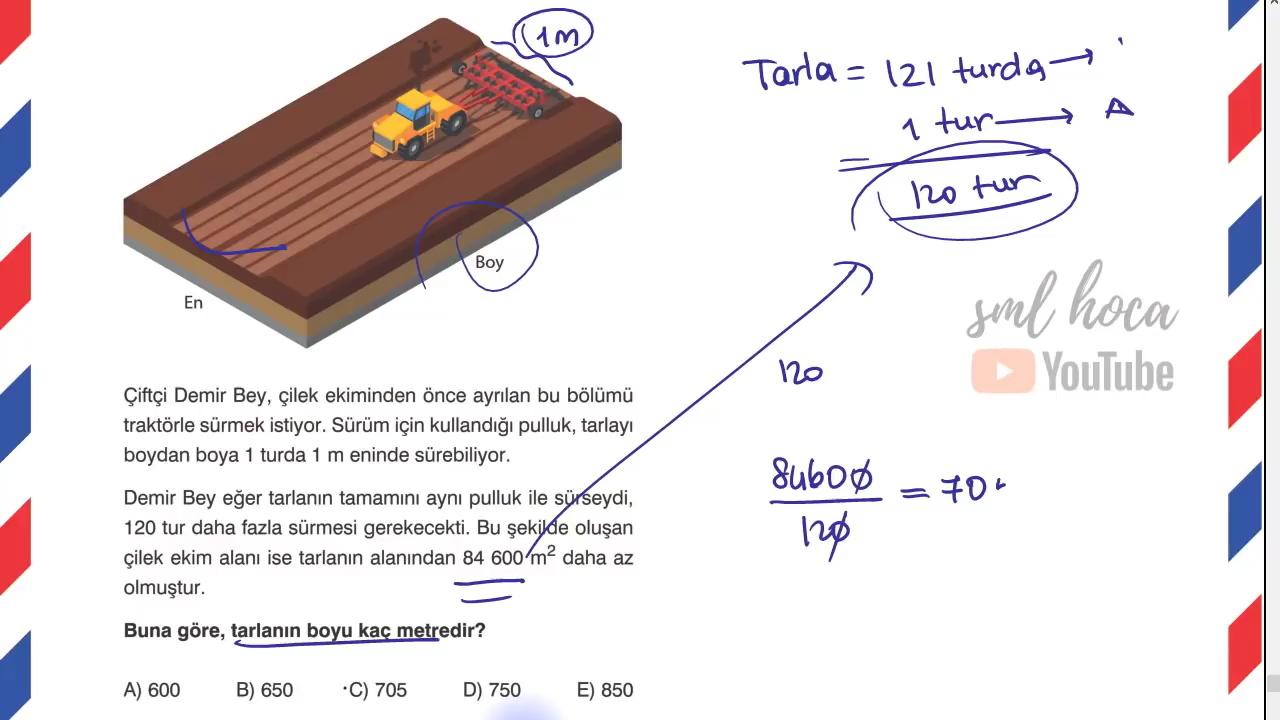 1m
En
Boy
Çiftçi Demir Bey, çilek ekiminden önce ayrılan bu bölümü
traktörle sürmek istiyor. Sürüm için kullandığı pulluk, tarlayı
boydan boya 1 turda 1 m eninde sürebiliyor.
Demir Bey eğer tarlanın tamamını aynı pulluk ile sürseydi,
120 tur daha fazla sürmesi gerekecekti. Bu şekilde oluşan
çilek ekim alanı ise tarlanın alanından 84 600 m² daha az
olmuştur.
Buna göre, tarlanın boyu kaç metredir?
A) 600 B) 650 C) 705 D) 750 E) 850
Tarla = 121 turda →
1 tur → A
= 120 tur
sml hoca
YouTube
120
84600
120
= 70